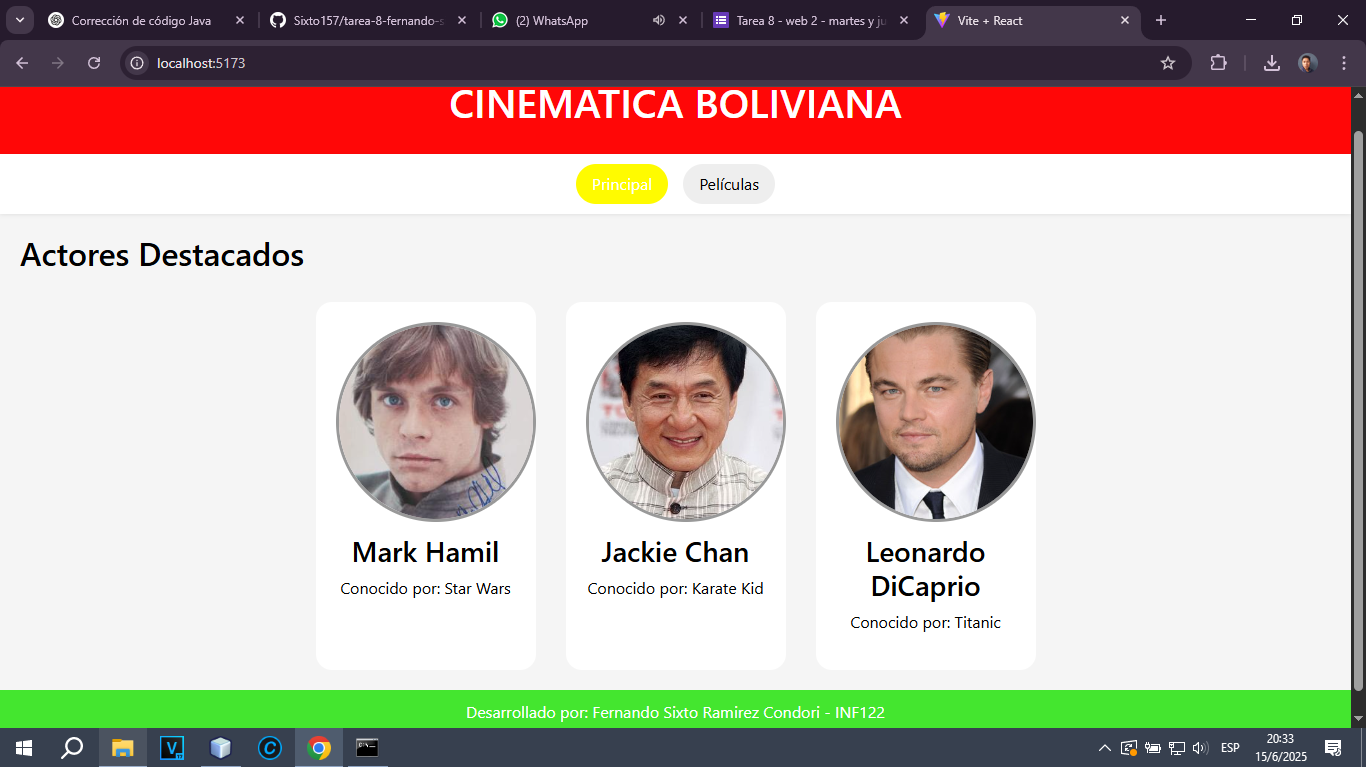 Corrección de código Java
Sixto157/tarea-8-fernando-s
(2) WhatsApp
Tarea 8 - web 2 - martes y ju
Vite + React
localhost:5173
CINEMATICA BOLIVIANA
Principal
Películas
Actores Destacados
Mark Hamil
Conocido por: Star Wars
Jackie Chan
Conocido por: Karate Kid
Leonardo
DiCaprio
Conocido por: Titanic
Desarrollado por: Fernando Sixto Ramirez Condori - INF122
ESP
20:33
15/6/2025